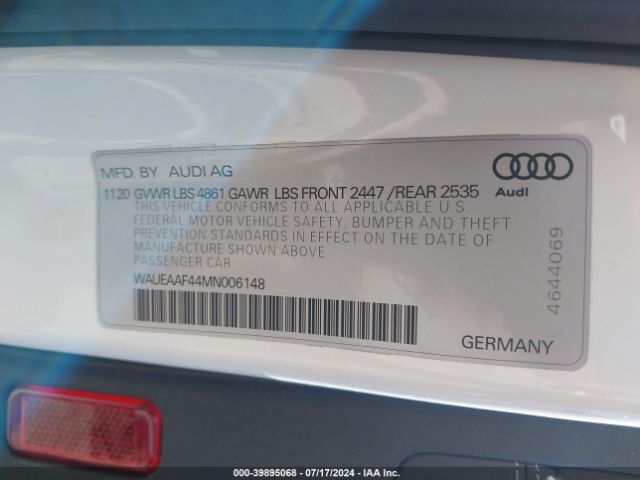 MFD. BY AUDI AG
1120 GVWR LBS 4861 GAWR LBS FRONT 2447 /REAR 2535
THIS VEHICLE CONFORMS TO ALL APPLICABLE U.S.
FEDERAL MOTOR VEHICLE SAFETY, BUMPER AND THEFT
PREVENTION STANDARDS IN EFFECT ON THE DATE OF
MANUFACTURE SHOWN ABOVE
PASSENGER CAR
WAUEAAF44MN006148
Audi
4644069
GERMANY
000-39895068 - 07/17/2024 - IAA Inc.